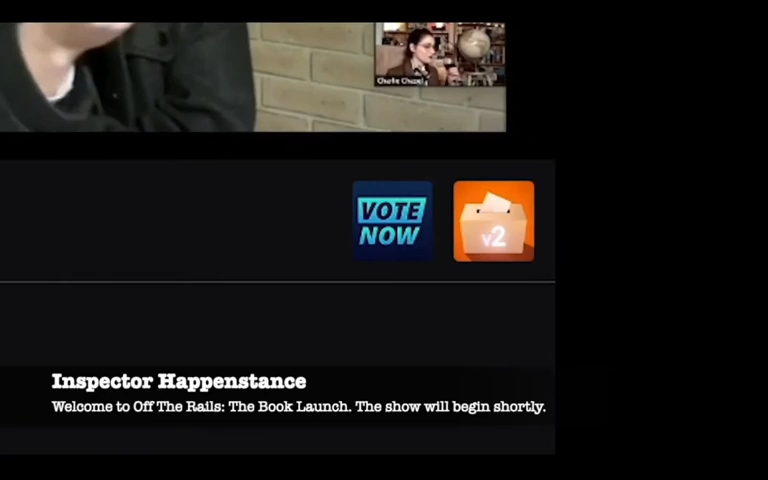 VOTE
NOW
v2
Inspector Happenstance
Welcome to Off The Rails: The Book Launch. The show will begin shortly.